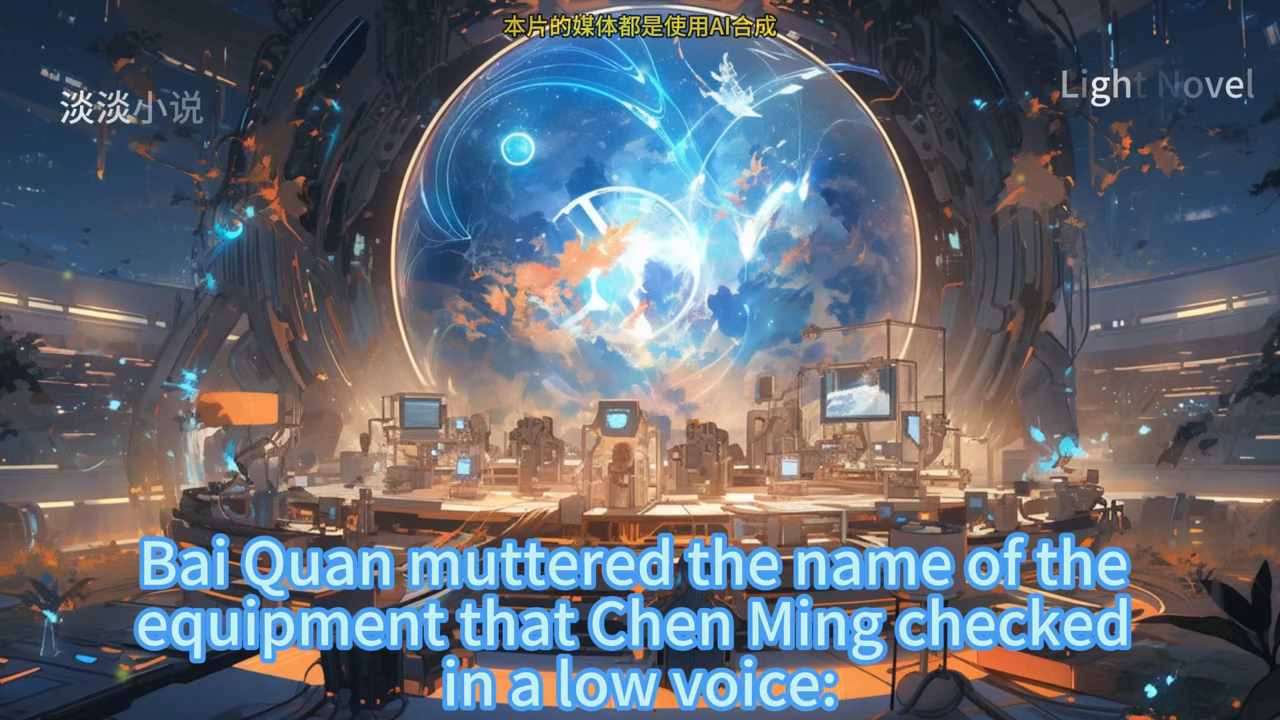 本片的媒体都是使用AI合成
Light Novel
淡淡小说
Bai Quan muttered the name of the
equipment that Chen Ming checked
in a low voice: